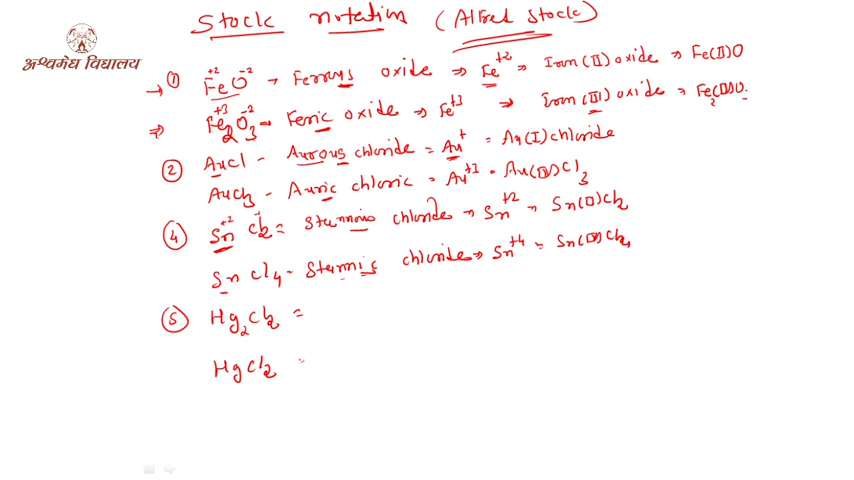 Stock notation (Alfred Stock)
अश्वमेध विद्यालय
→ ① Fe⁺²O⁻² → Ferrous oxide ⇒ Fe⁺² ⇒ Iron (II) oxide ⇒ Fe(II)O
⇒ Fe₂⁺³O₃⁻² → Ferric oxide ⇒ Fe⁺³ → Iron (III) oxide = Fe₂(III)O₃
② AuCl - Aurous chloride = Au⁺ = Au(I)chloride
AuCl₃ - Auric chloric = Au⁺³ = Au(III)Cl₃
④ Sn⁺²Cl₂⁻¹ = Stannous chloride → Sn⁺² = Sn(II)Cl₂
SnCl₄ - Stannic chloride → Sn⁺⁴ = Sn(IV)Cl₄
⑤ Hg₂Cl₂ =
HgCl₂ :